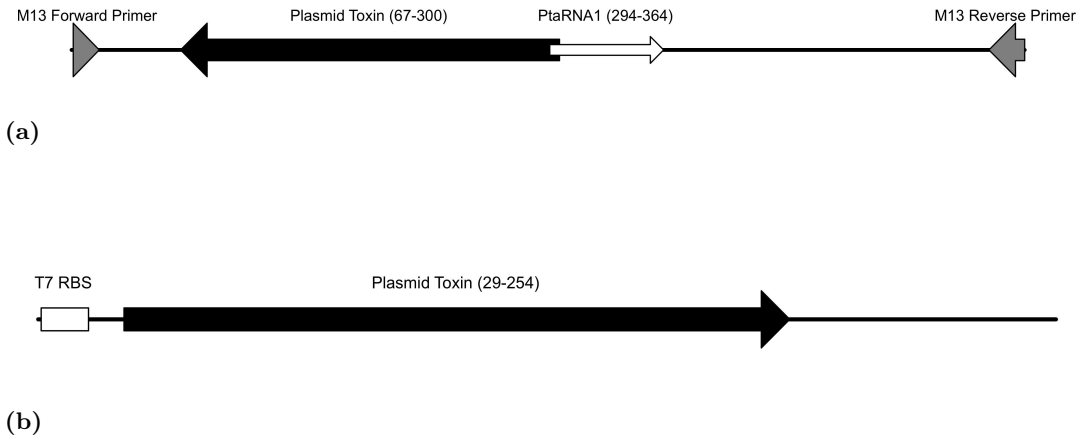 M13 Forward Primer Plasmid Toxin (67-300) PtaRNA1 (294-364) M13 Reverse Primer
(a)
T7 RBS Plasmid Toxin (29-254)
(b)